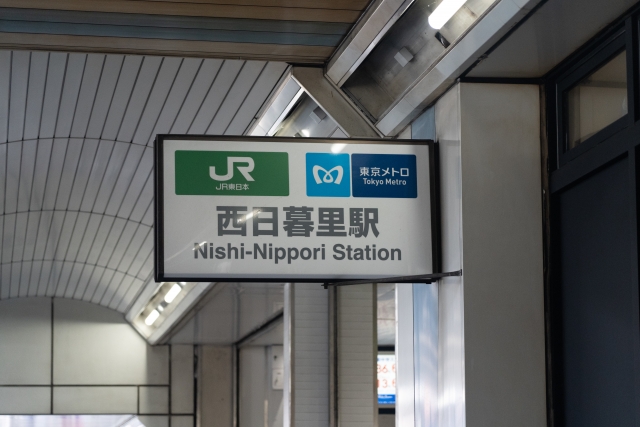 JR
JR東日本
東京メトロ
Tokyo Metro
西日暮里駅
Nishi-Nippori Station